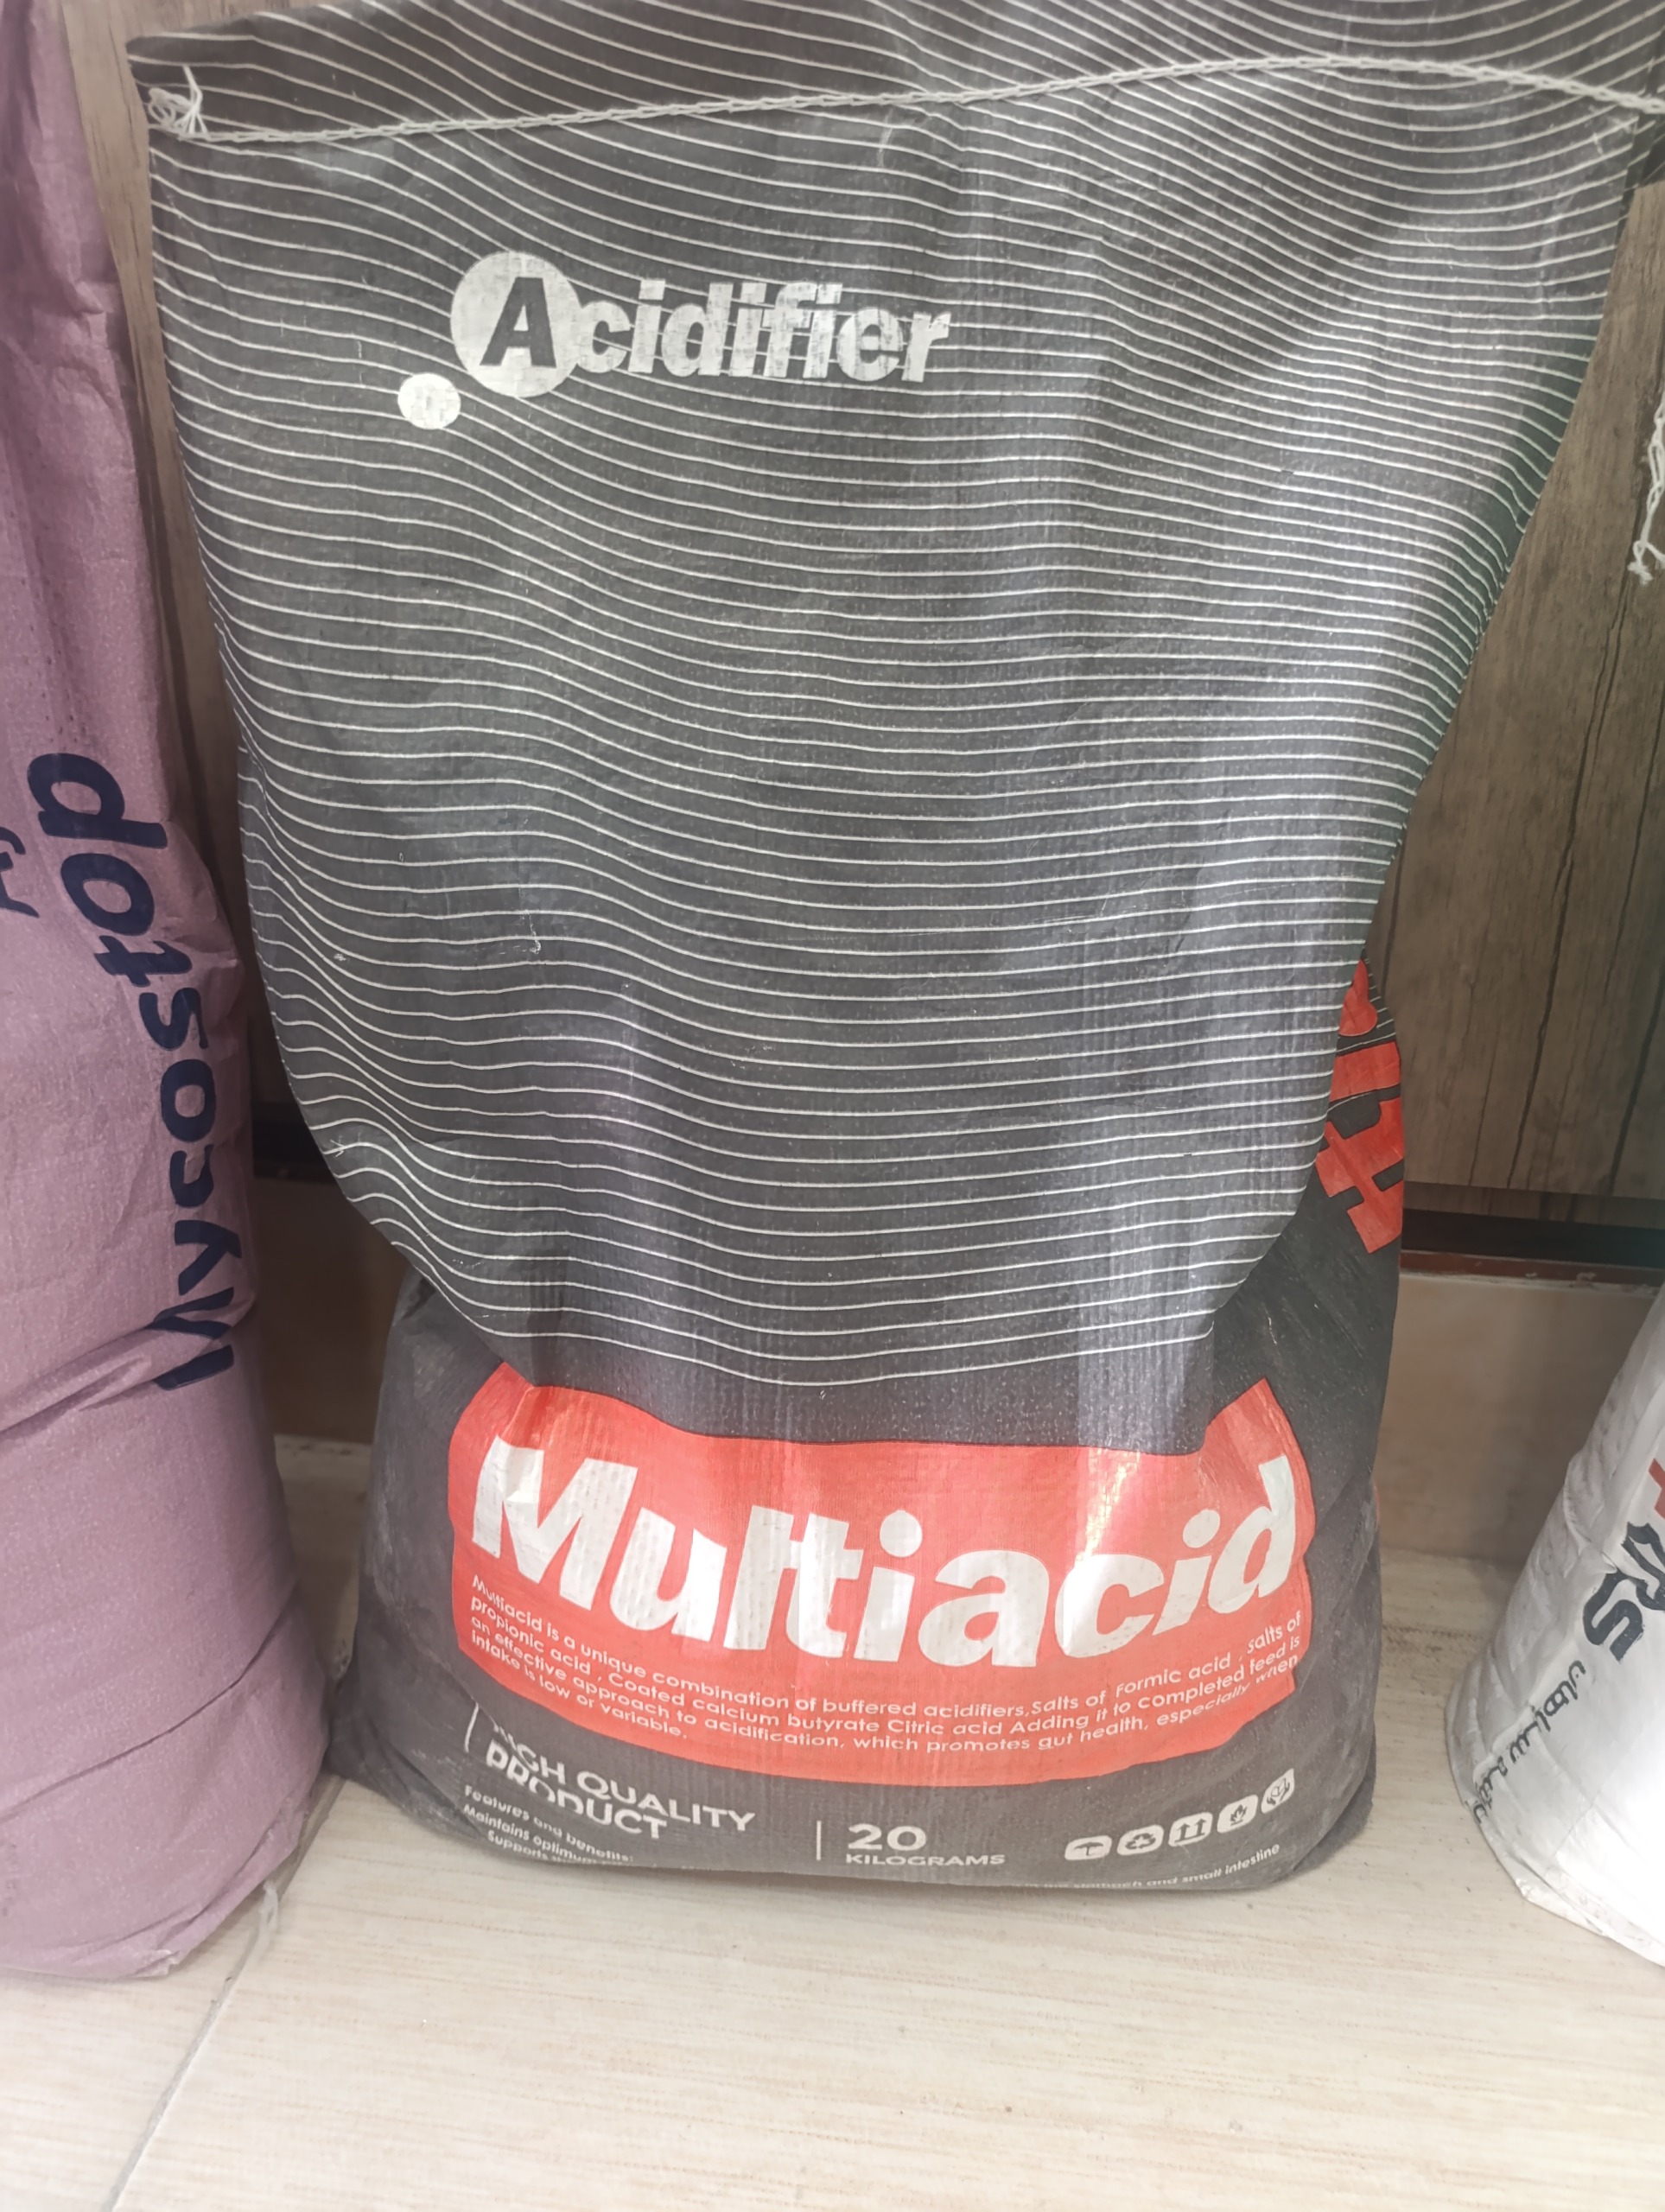 Acidifier
Mycostop
Multiacid
Multiacid is a unique combination of buffered acidifiers,Salts of Formic acid , salts of
propionic acid , Coated calcium butyrate Citric acid Adding it to completed feed is
an effective approach to acidification, which promotes gut health, especially when
intake is low or variable.
HIGH QUALITY
PRODUCT
20
KILOGRAMS
Features and benefits:
Maintains optimum
Supports
stomach and small intestine